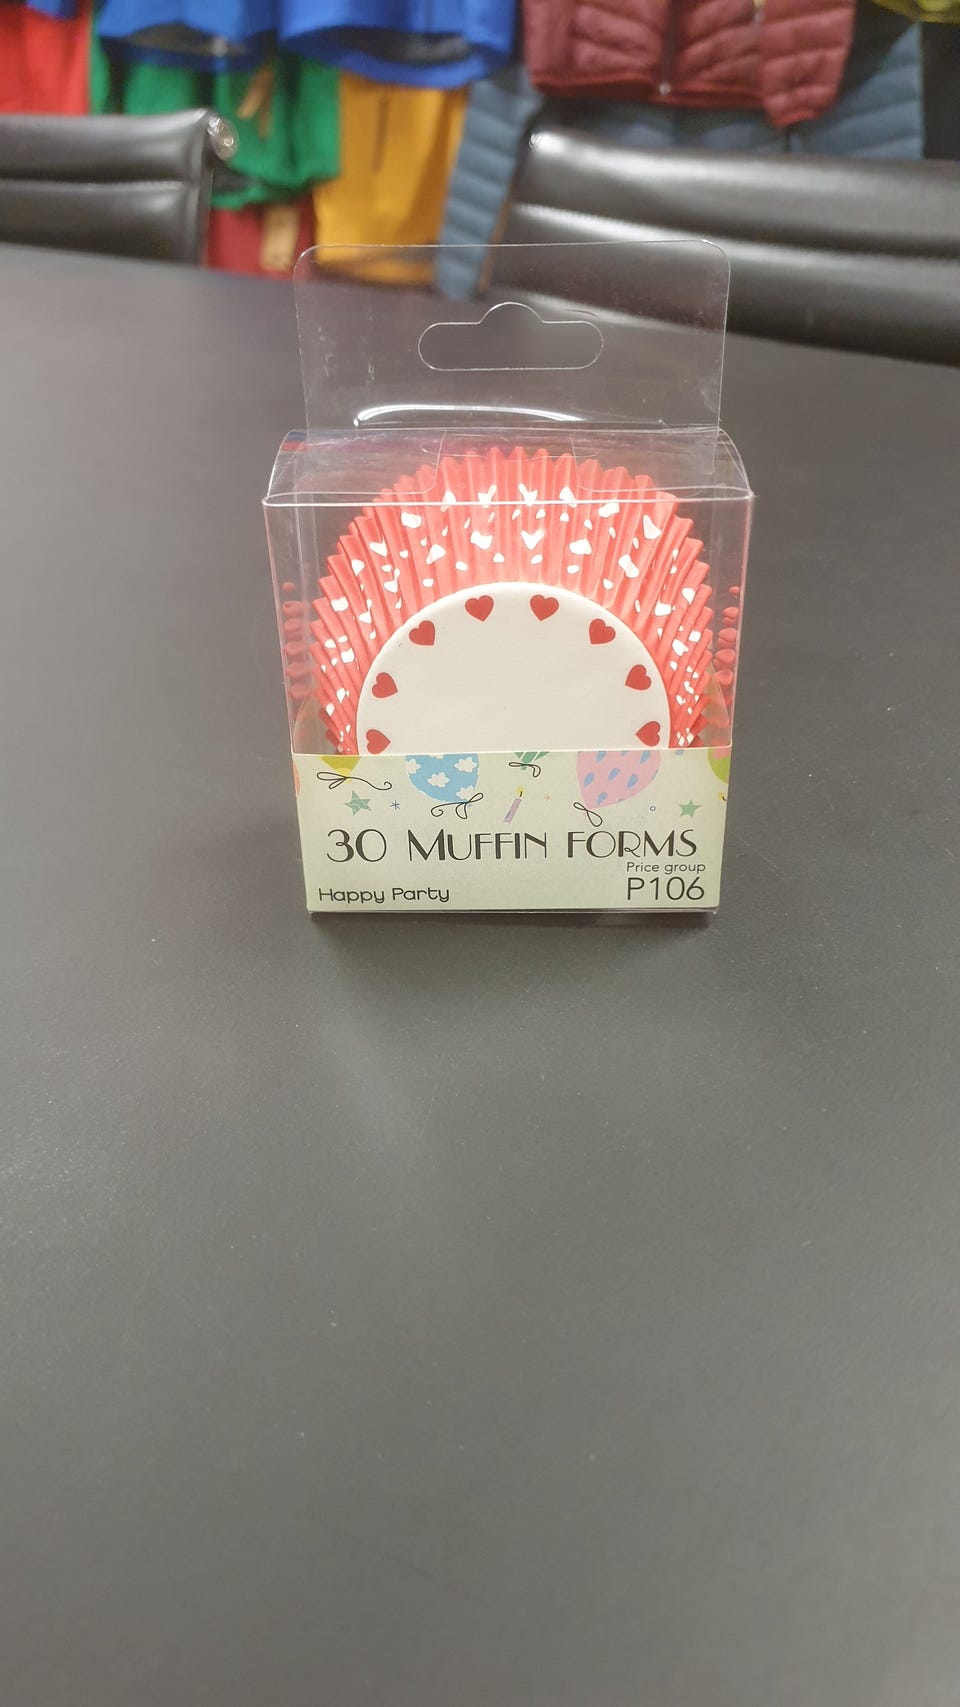 30 MUFFIN FORMS
Price group
Happy Party P106